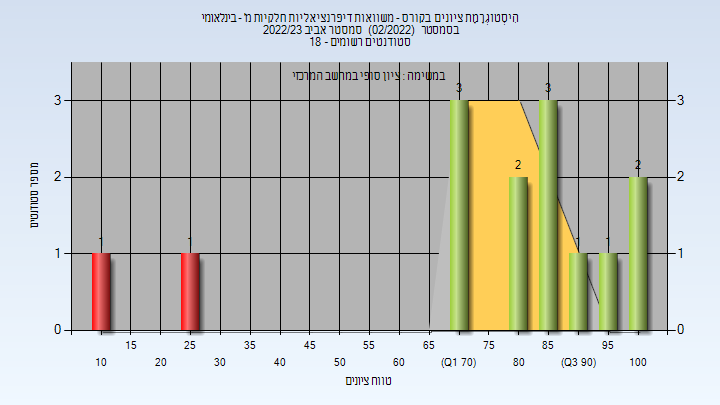 היסטוגרמת ציונים בקורס - משוואות דיפרנציאליות חלקיות מ' - בינלאומי
בסמסטר (02/2022) סמסטר אביב 2022/23
סטודנטים רשומים - 18
במשימה : ציון סופי במחשב המרכזי
3 3
2 2
1 1
0 0
1 1 3 2 3 1 1 2
מספר סטודנטים
15 25 35 45 55 65 75 85 95
10 20 30 40 50 60 (Q1 70) 80 (Q3 90) 100
טווח ציונים